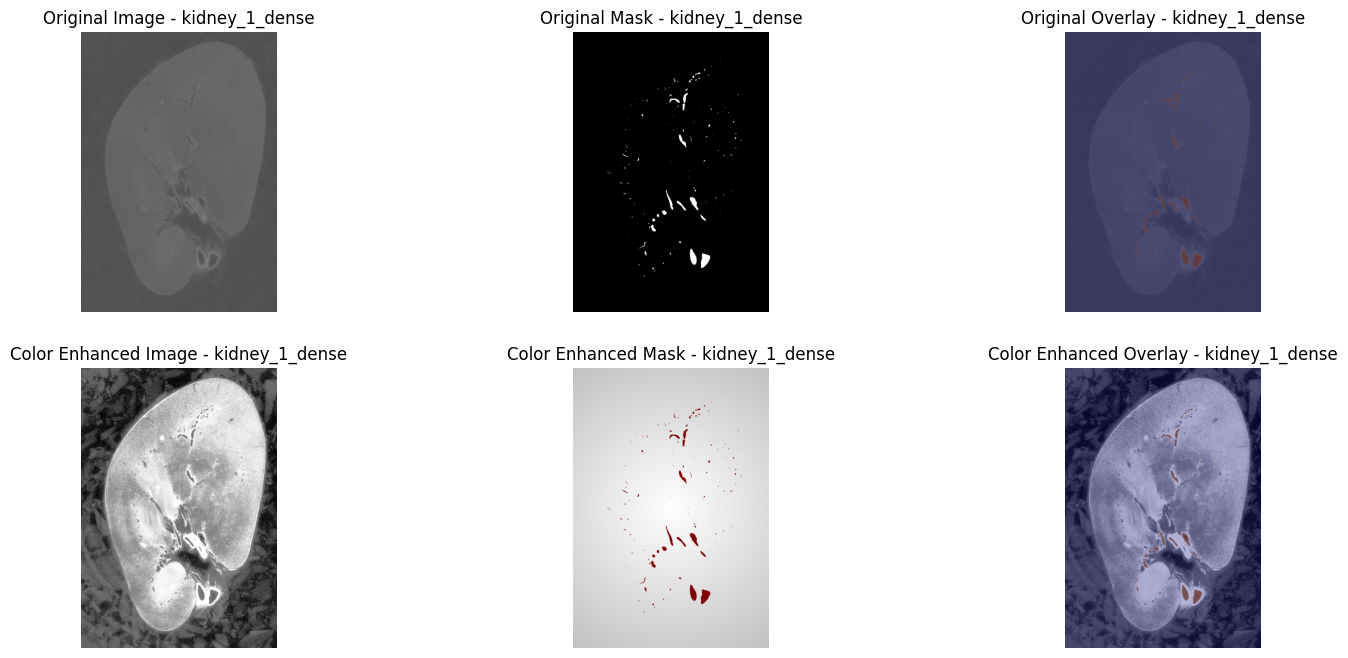 Original Image - kidney_1_dense
Original Mask - kidney_1_dense
Original Overlay - kidney_1_dense
Color Enhanced Image - kidney_1_dense
Color Enhanced Mask - kidney_1_dense
Color Enhanced Overlay - kidney_1_dense